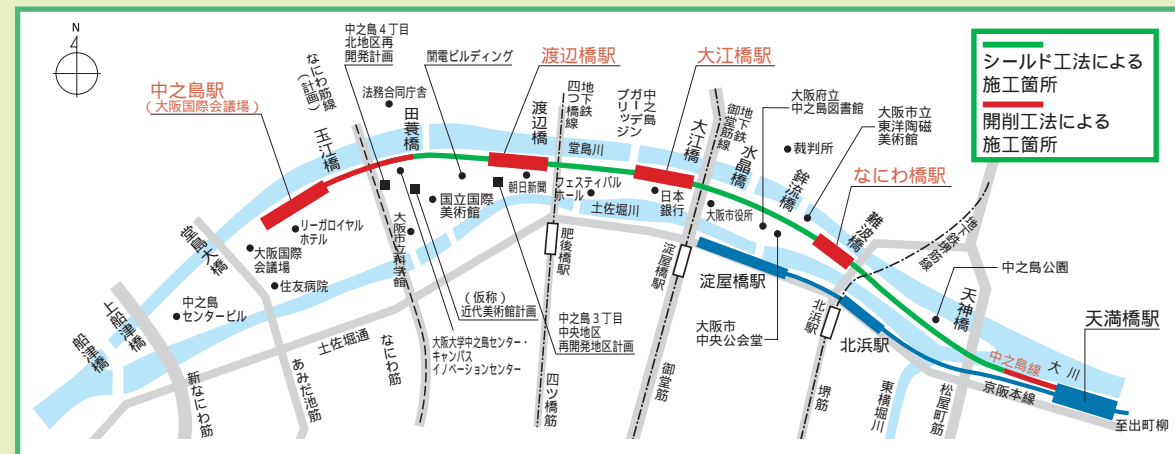 N
中之島駅
(大阪国際会議場)
玉江橋
なにわ筋線
(計画)
中之島4丁目
北地区再
開発計画
法務合同庁舎
田蓑橋
関電ビルディング
渡辺橋駅
渡辺橋
地下鉄
四つ橋線
堂島川
中之島
ガーデン
ブリッジ
大江橋駅
大江橋
地下鉄
御堂筋線
水晶橋
大阪府立
中之島図書館
裁判所
鉾流橋
大阪市立
東洋陶磁
美術館
なにわ橋駅
難波橋
地下鉄堺筋線
シールド工法による
施工箇所
開削工法による
施工箇所
リーガロイヤル
ホテル
大阪国際
会議場
住友病院
堂島大橋
中之島
センタービル
上船津橋
船津橋
国立国際
美術館
大阪市立科学館
朝日新聞
フェスティバル
ホール
土佐堀川
日本
銀行
大阪市役所
肥後橋駅
淀屋橋駅
淀屋橋駅
大阪市
中央公会堂
北浜駅
北浜駅
天神橋
中之島公園
天満橋駅
中之島線
大川
京阪本線
至出町柳
(仮称)
近代美術館計画
中之島3丁目
中央地区
再開発地区計画
大阪大学中之島センター・
キャンパス
イノベーションセンター
土佐堀通
新なにわ筋
あみだ池筋
なにわ筋
四ツ橋筋
御堂筋
堺筋
東横堀川
松屋町筋